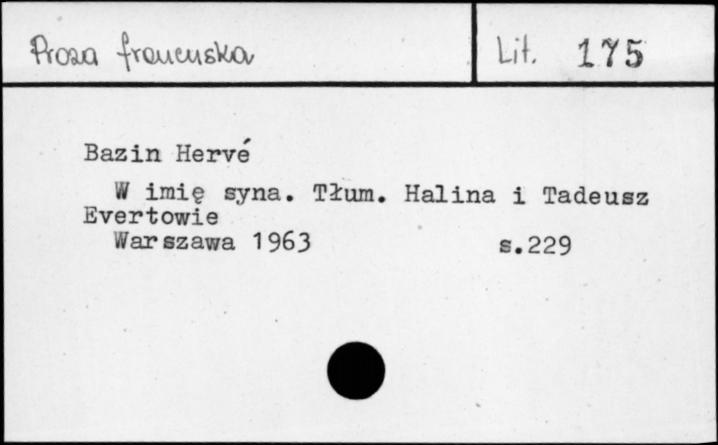 Proza francuska
Lit. 175
Bazin Hervé
W imię syna. Tłum. Halina i Tadeusz
Evertowie
Warszawa 1963 s.229